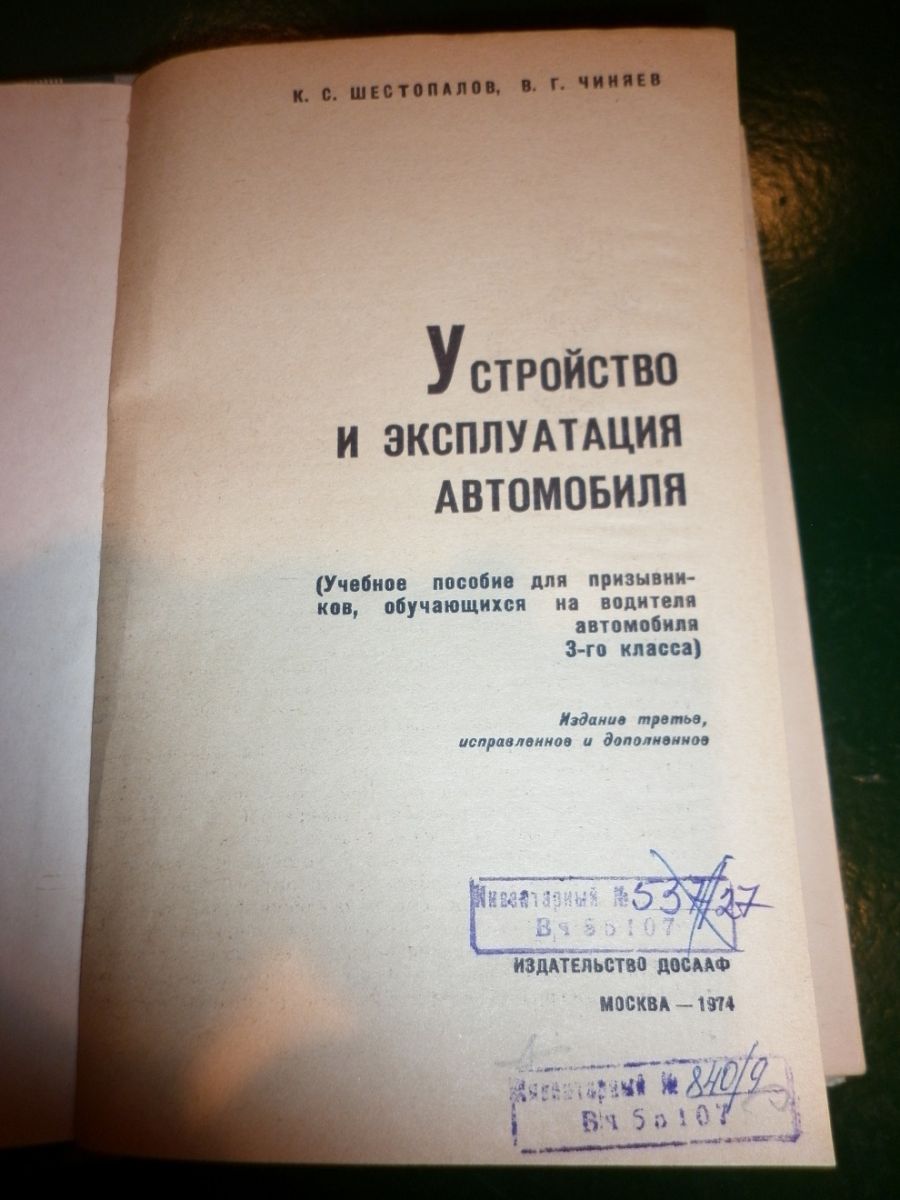 К. С. ШЕСТОПАЛОВ, В. Г. ЧИНЯЕВ
УСТРОЙСТВО
И ЭКСПЛУАТАЦИЯ
АВТОМОБИЛЯ
(Учебное пособие для призывни-
ков, обучающихся на водителя
автомобиля
3-го класса)
Издание третье,
исправленное и дополненное
Инвентарный №
ИЗДАТЕЛЬСТВО ДОСААФ
МОСКВА — 1974
Инвентарный № 840/9